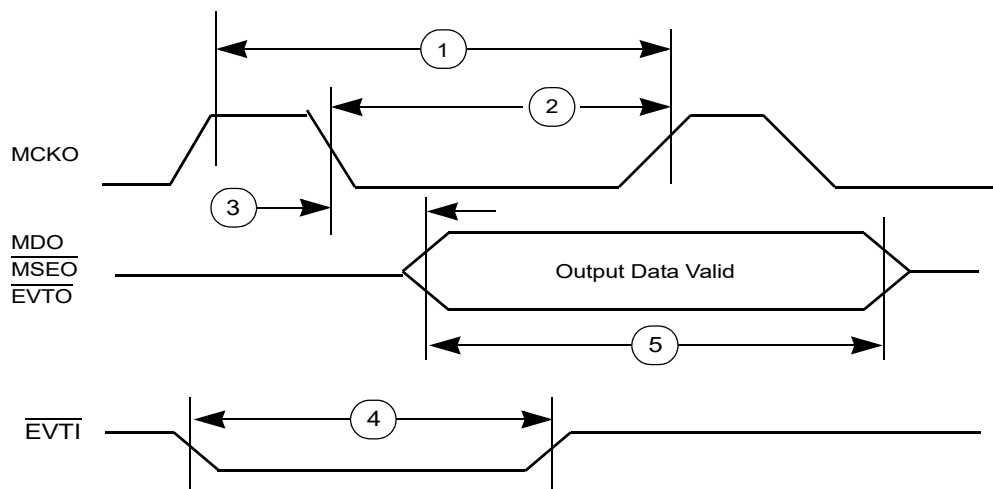 1
2
MCKO
3
MDO
MSEO
EVTO
Output Data Valid
5
4
EVTI